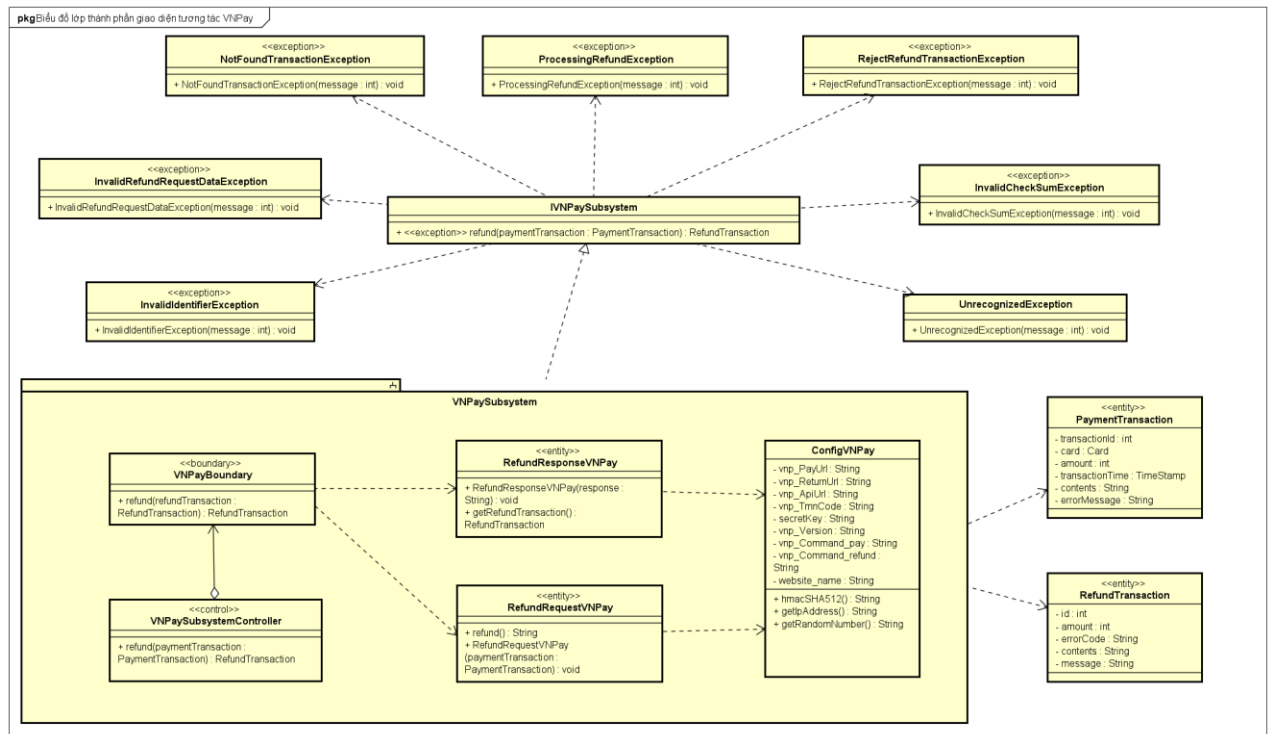 pkg Biểu đồ lớp thành phần giao diện tương tác VNPay
<<exception>>
NotFoundTransactionException
+ NotFoundTransactionException(message : int) : void
<<exception>>
ProcessingRefundException
+ ProcessingRefundException(message : int) : void
<<exception>>
RejectRefundTransactionException
+ RejectRefundTransactionException(message : int) : void
<<exception>>
InvalidRefundRequestDataException
+ InvalidRefundRequestDataException(message : int) : void
IVNPaySubsystem
+ <<exception>> refund(paymentTransaction : PaymentTransaction) : RefundTransaction
<<exception>>
InvalidCheckSumException
+ InvalidCheckSumException(message : int) : void
<<exception>>
InvalidIdentifierException
+ InvalidIdentifierException(message : int) : void
UnrecognizedException
+ UnrecognizedException(message : int) : void
VNPaySubsystem
<<boundary>>
VNPayBoundary
+ refund(refundTransaction :
RefundTransaction) : RefundTransaction
<<control>>
VNPaySubsystemController
+ refund(paymentTransaction :
PaymentTransaction) : RefundTransaction
<<entity>>
RefundResponseVNPay
+ RefundResponseVNPay(response :
String) : void
+ getRefundTransaction() :
RefundTransaction
<<entity>>
RefundRequestVNPay
+ refund() : String
+ RefundRequestVNPay
(paymentTransaction :
PaymentTransaction) : void
ConfigVNPay
- vnp_PayUrl : String
- vnp_ReturnUrl : String
- vnp_ApiUrl : String
- vnp_TmnCode : String
- secretKey : String
- vnp_Version : String
- vnp_Command_pay : String
- vnp_Command_refund :
String
- website_name : String
+ hmacSHA512() : String
+ getIpAddress() : String
+ getRandomNumber() : String
<<entity>>
PaymentTransaction
- transactionId : int
- card : Card
- amount : int
- transactionTime : TimeStamp
- contents : String
- errorMessage : String
<<entity>>
RefundTransaction
- id : int
- amount : int
- errorCode : String
- contents : String
- message : String